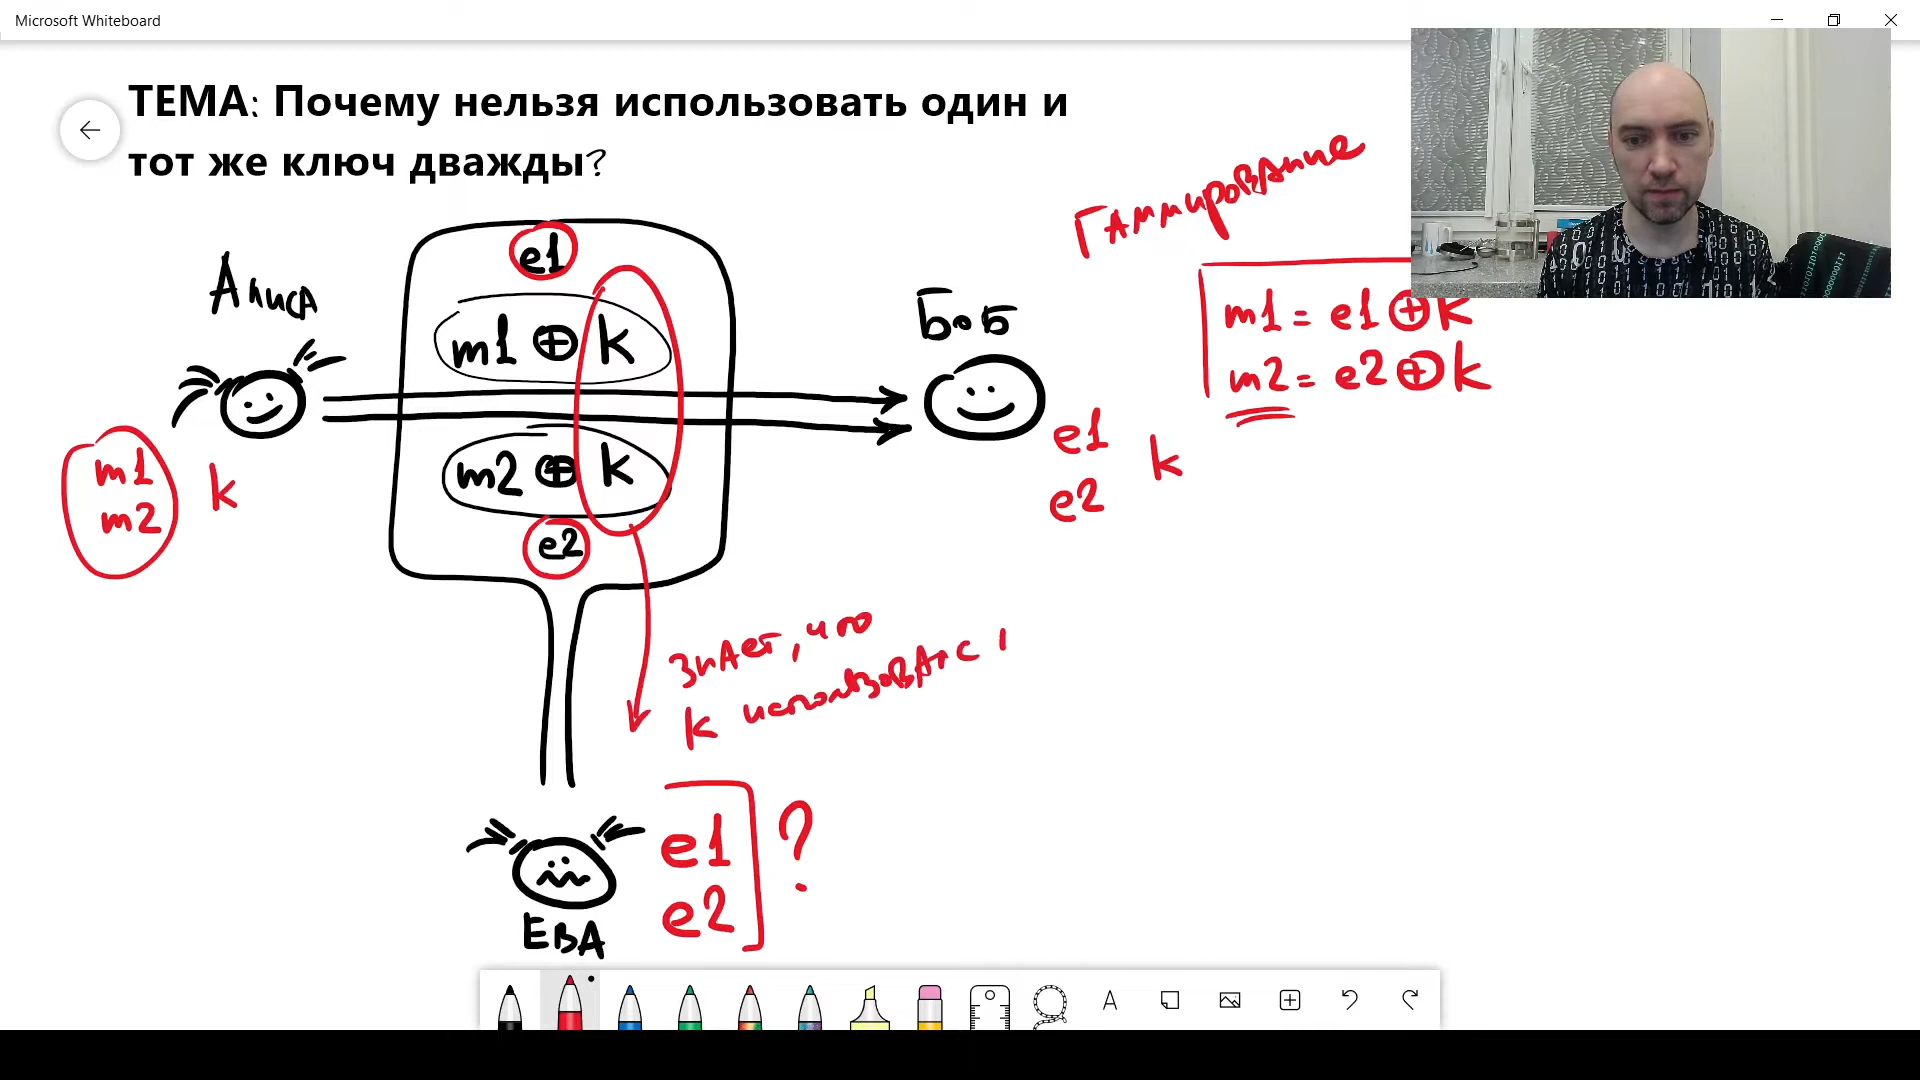 Microsoft Whiteboard
ТЕМА: Почему нельзя использовать один и
тот же ключ дважды?
Гаммирование
Алиса
e1
m1 ⊕ k
Боб
m1 = e1 ⊕ k
m2 = e2 ⊕ k
m1
m2
k
m2 ⊕ k
e2
e1
e2
k
знает, что
k использовался
e1
e2
?
ЕВА